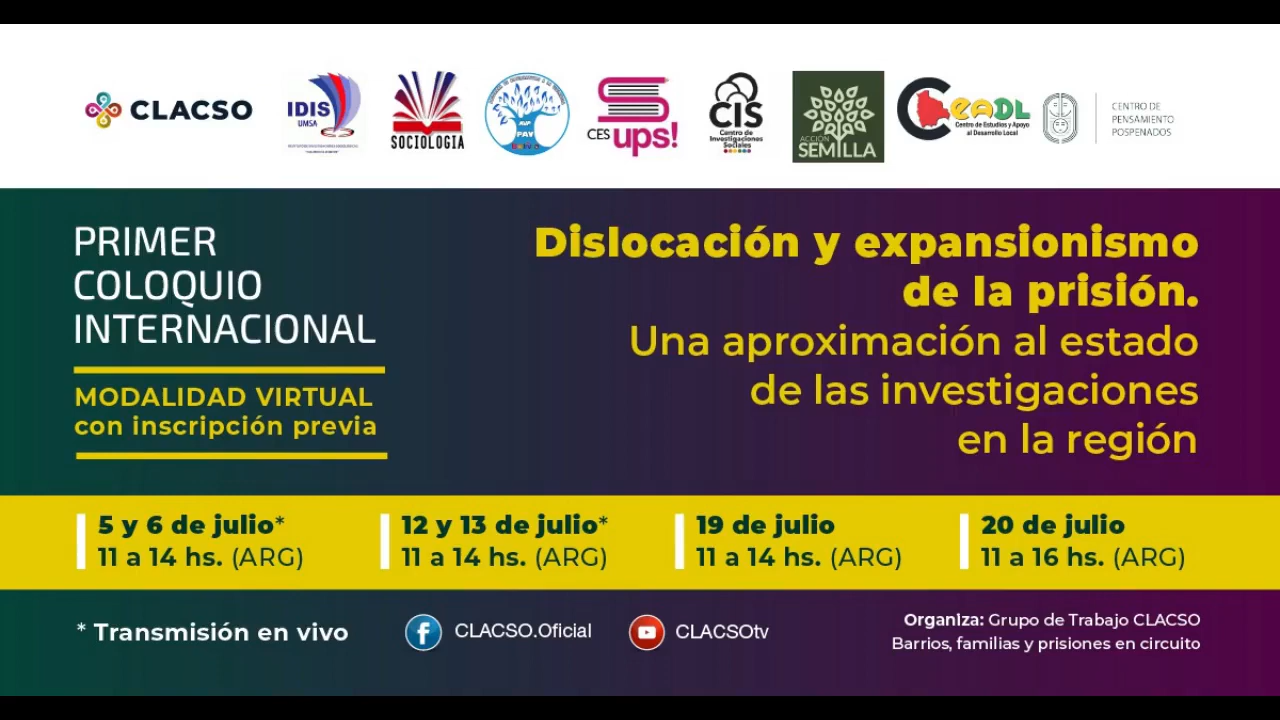 CLACSO
IDIS
UMSA
SOCIOLOGIA
PAY
Bolivia
CES ups!
CIS
Centro de
Investigaciones
Sociales
ACCIÓN
SEMILLA
CEADL
Centro de Estudios y Apoyo
al Desarrollo Local
CENTRO DE
PENSAMIENTO
POSPENADOS
PRIMER
COLOQUIO
INTERNACIONAL
MODALIDAD VIRTUAL
con inscripción previa
Dislocación y expansionismo
de la prisión.
Una aproximación al estado
de las investigaciones
en la región
5 y 6 de julio*
11 a 14 hs. (ARG)
12 y 13 de julio*
11 a 14 hs. (ARG)
19 de julio
11 a 14 hs. (ARG)
20 de julio
11 a 16 hs. (ARG)
* Transmisión en vivo
CLACSO.Oficial
CLACSOtv
Organiza: Grupo de Trabajo CLACSO
Barrios, familias y prisiones en circuito